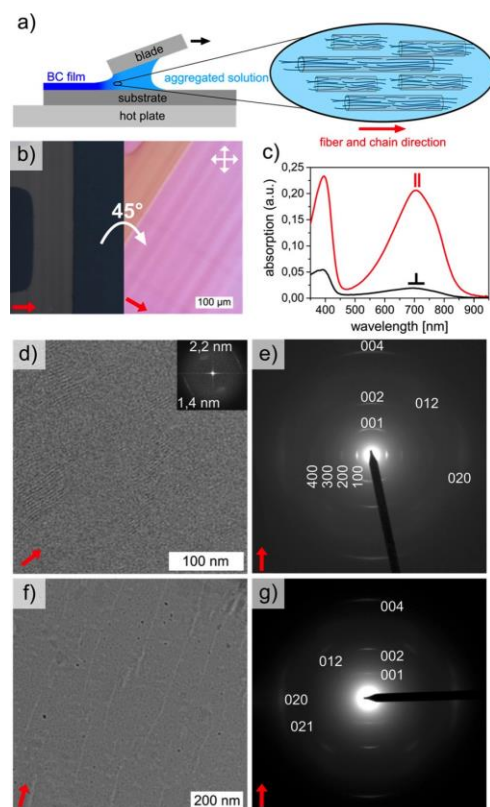 a)
blade
BC film
aggregated solution
substrate
hot plate
fiber and chain direction
b)
45°
100 µm
c)
absorption (a.u.)
0,25
0,20
0,15
0,10
0,05
0,00
||
⊥
400 500 600 700 800 900
wavelength [nm]
d)
2,2 nm
1,4 nm
100 nm
e)
004
002
012
001
400
300
200
100
020
f)
200 nm
g)
004
002
012
001
020
021